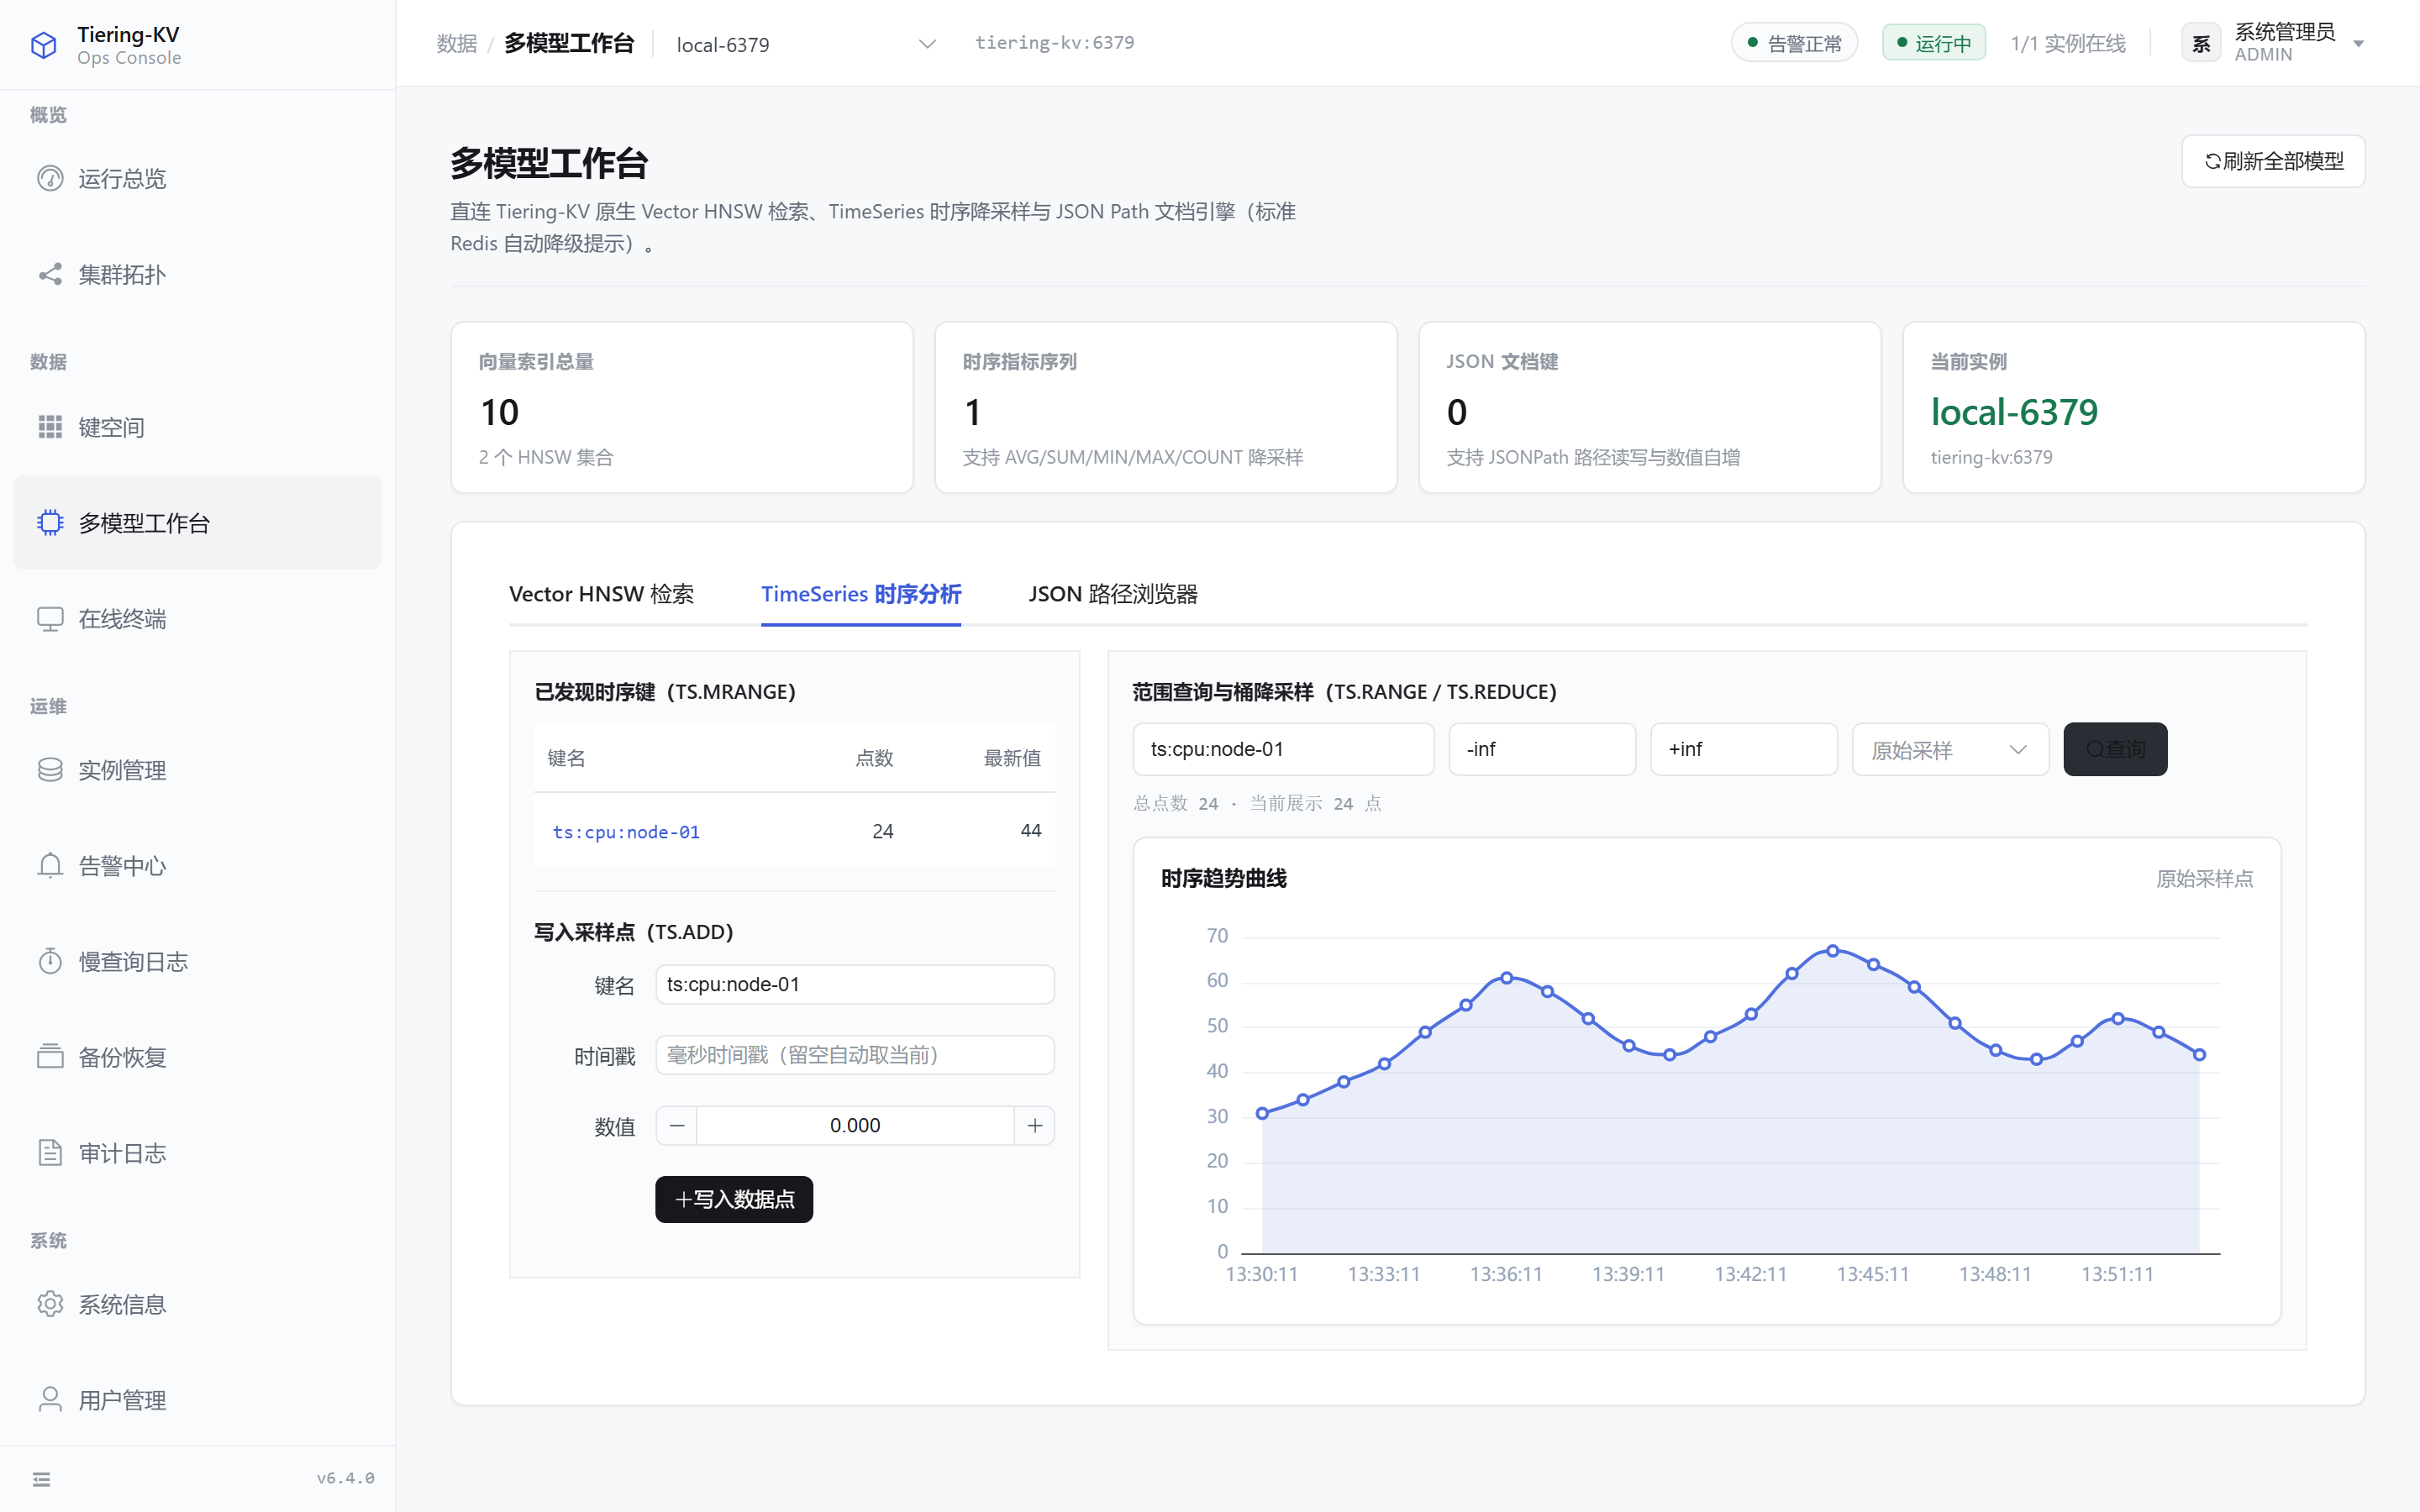 Tiering-KV
Ops Console
概览
运行总览
集群拓扑
数据
键空间
多模型工作台
在线终端
运维
实例管理
告警中心
慢查询日志
备份恢复
审计日志
系统
系统信息
用户管理
v6.4.0
数据 / 多模型工作台
local-6379
tiering-kv:6379
告警正常
运行中
1/1 实例在线
系
系统管理员
ADMIN
多模型工作台
直连 Tiering-KV 原生 Vector HNSW 检索、TimeSeries 时序降采样与 JSON Path 文档引擎（标准
Redis 自动降级提示）。
刷新全部模型
向量索引总量
10
2 个 HNSW 集合
时序指标序列
1
支持 AVG/SUM/MIN/MAX/COUNT 降采样
JSON 文档键
0
支持 JSONPath 路径读写与数值自增
当前实例
local-6379
tiering-kv:6379
Vector HNSW 检索
TimeSeries 时序分析
JSON 路径浏览器
已发现时序键（TS.MRANGE）
键名 点数 最新值
ts:cpu:node-01 24 44
写入采样点（TS.ADD）
键名 ts:cpu:node-01
时间戳 毫秒时间戳（留空自动取当前）
数值 0.000
写入数据点
范围查询与桶降采样（TS.RANGE / TS.REDUCE）
ts:cpu:node-01 -inf +inf 原始采样 查询
总点数 24 · 当前展示 24 点
时序趋势曲线
原始采样点
70
60
50
40
30
20
10
0
13:30:11 13:33:11 13:36:11 13:39:11 13:42:11 13:45:11 13:48:11 13:51:11